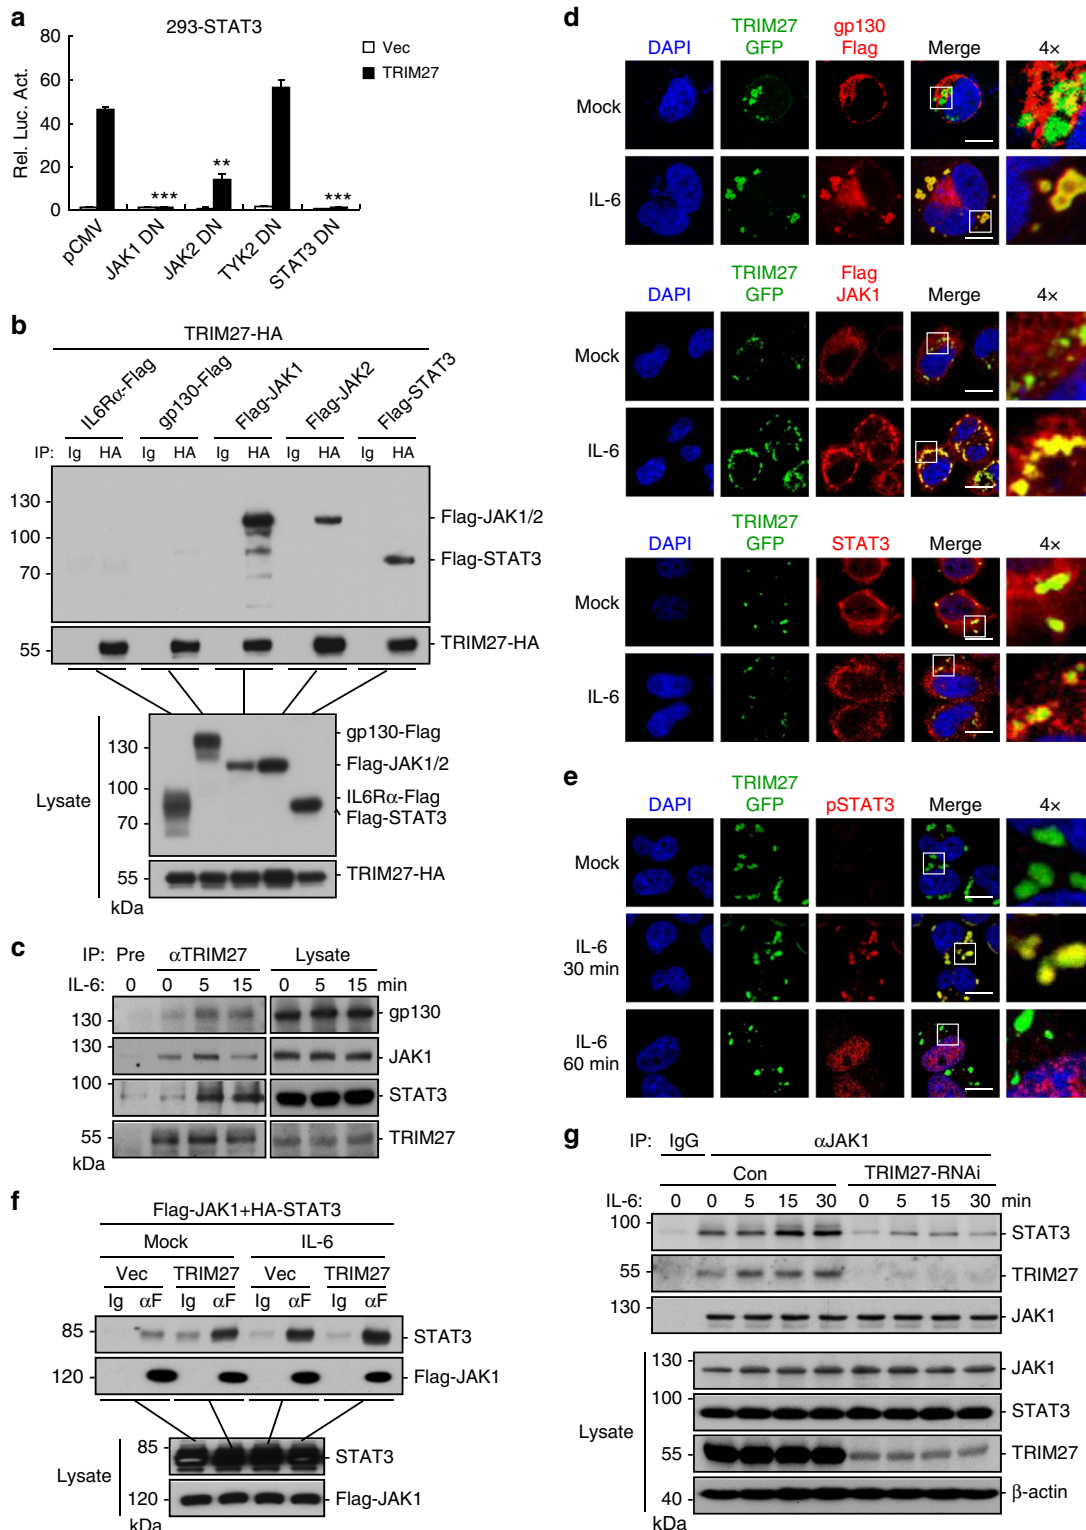 a
293-STAT3
Rel. Luc. Act.
80
60
40
20
0
Vec
TRIM27
***
**
***
pCMV
JAK1 DN
JAK2 DN
TYK2 DN
STAT3 DN
b
TRIM27-HA
IL6Rα-Flag
gp130-Flag
Flag-JAK1
Flag-JAK2
Flag-STAT3
IP: Ig HA Ig HA Ig HA Ig HA Ig HA
130
100
70
Flag-JAK1/2
Flag-STAT3
55
TRIM27-HA
Lysate
130
100
70
gp130-Flag
Flag-JAK1/2
IL6Rα-Flag
Flag-STAT3
55
TRIM27-HA
kDa
c
IP: Pre αTRIM27 Lysate
IL-6: 0 0 5 15 0 5 15 min
130 gp130
130 JAK1
100 STAT3
55 TRIM27
kDa
f
Flag-JAK1+HA-STAT3
Mock IL-6
Vec TRIM27 Vec TRIM27
Ig αF Ig αF Ig αF Ig αF
85 STAT3
120 Flag-JAK1
Lysate
85 STAT3
120 Flag-JAK1
kDa
d
DAPI TRIM27 GFP gp130 Flag Merge 4×
Mock
IL-6
DAPI TRIM27 GFP Flag JAK1 Merge 4×
Mock
IL-6
DAPI TRIM27 GFP STAT3 Merge 4×
Mock
IL-6
e
DAPI TRIM27 GFP pSTAT3 Merge 4×
Mock
IL-6
30 min
IL-6
60 min
g
IP: IgG αJAK1
Con TRIM27-RNAi
IL-6: 0 0 5 15 30 0 5 15 30 min
100 STAT3
55 TRIM27
130 JAK1
Lysate
130 JAK1
100 STAT3
55 TRIM27
40 β-actin
kDa